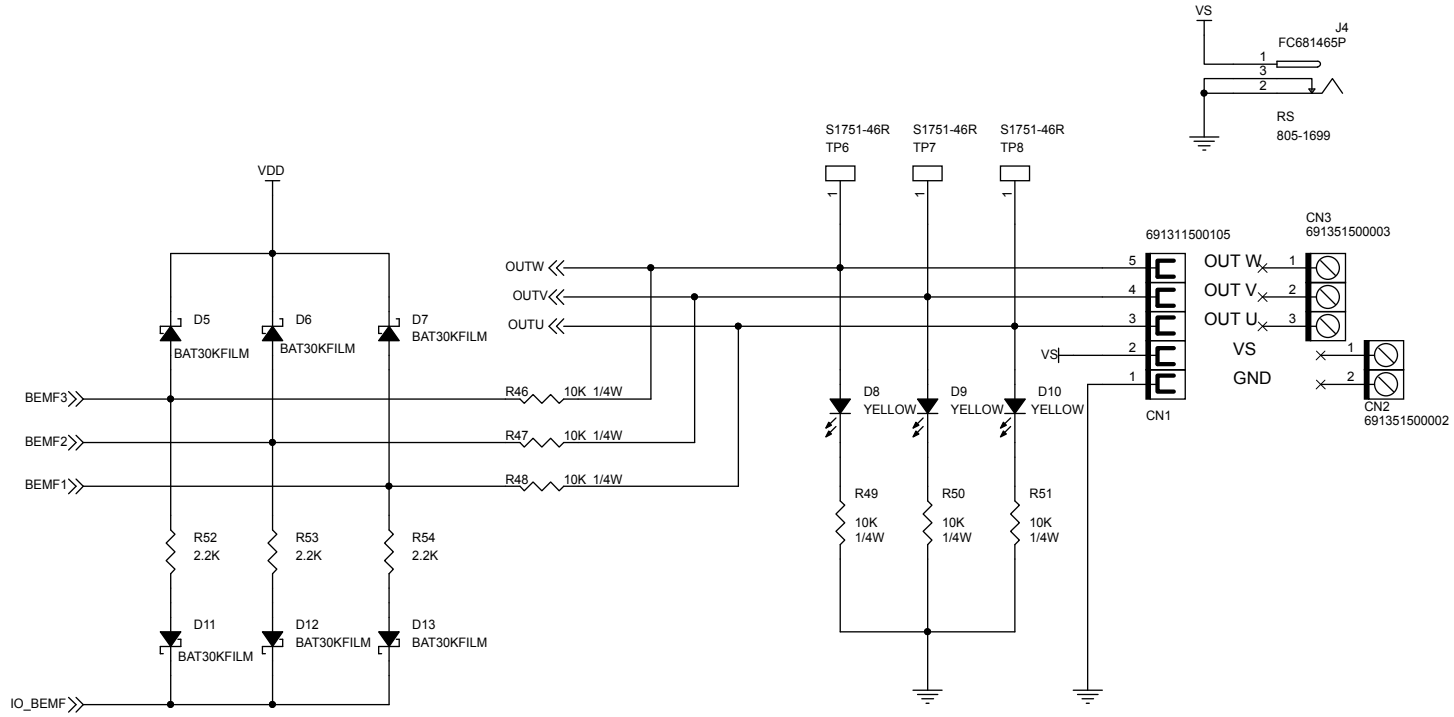 VS
J4
FC681465P
1
3
2
RS
805-1699
S1751-46R
TP6
S1751-46R
TP7
S1751-46R
TP8
1
1
1
VDD
CN3
691351500003
691311500105
OUTW
5
OUT W
1
OUTV
4
OUT V
2
OUTU
3
OUT U
3
VS
2
VS
1
1
GND
2
CN1
CN2
691351500002
D5
BAT30KFILM
D6
BAT30KFILM
D7
BAT30KFILM
BEMF3
R46
10K 1/4W
D8
YELLOW
D9
YELLOW
D10
YELLOW
BEMF2
R47
10K 1/4W
BEMF1
R48
10K 1/4W
R49
10K
1/4W
R50
10K
1/4W
R51
10K
1/4W
R52
2.2K
R53
2.2K
R54
2.2K
D11
BAT30KFILM
D12
BAT30KFILM
D13
BAT30KFILM
IO_BEMF